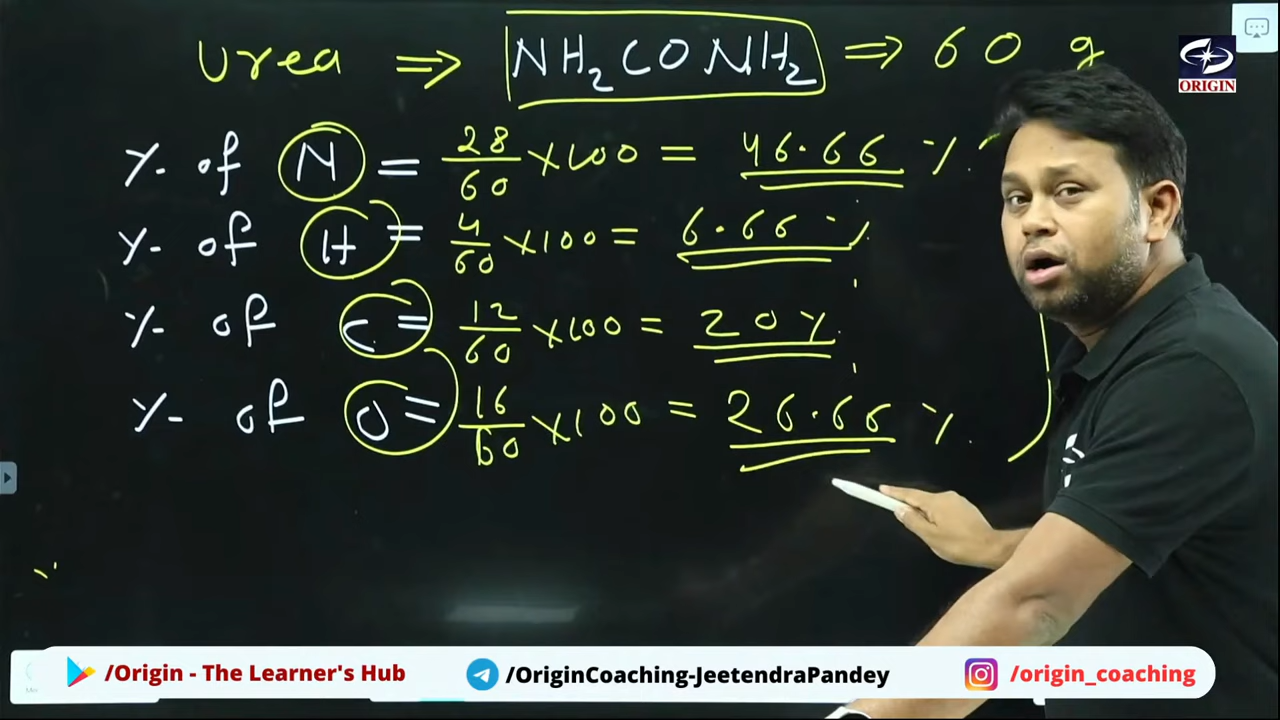 Urea ⇒ NH₂CONH₂ ⇒ 60 g
ORIGIN
% of N = 28/60 × 100 = 46.66 %
% of H = 4/60 × 100 = 6.66 %
% of C = 12/60 × 100 = 20 %
% of O = 16/60 × 100 = 26.66 %
/Origin - The Learner's Hub
/OriginCoaching-JeetendraPandey
/origin_coaching